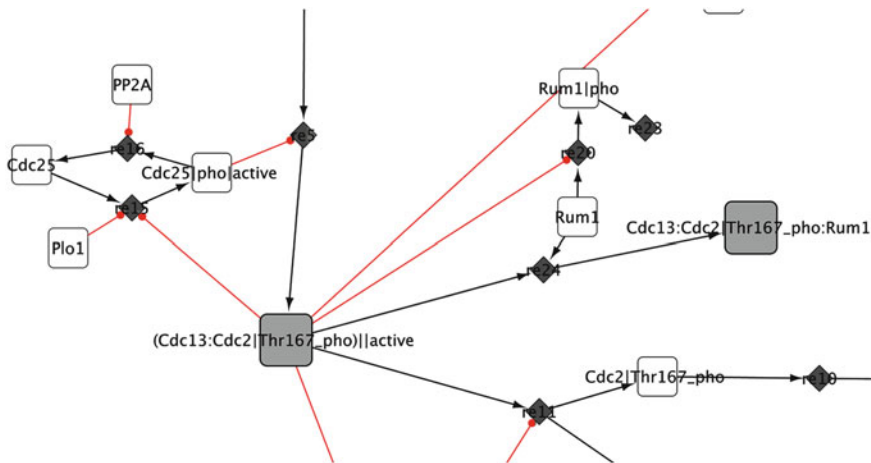 PP2A
Rum1|pho
re23
re5
re16
re20
Cdc25
Cdc25|pho|active
re15
Rum1
Plo1
Cdc13:Cdc2|Thr167_pho:Rum1
re24
(Cdc13:Cdc2|Thr167_pho)||active
Cdc2|Thr167_pho
re10
re11